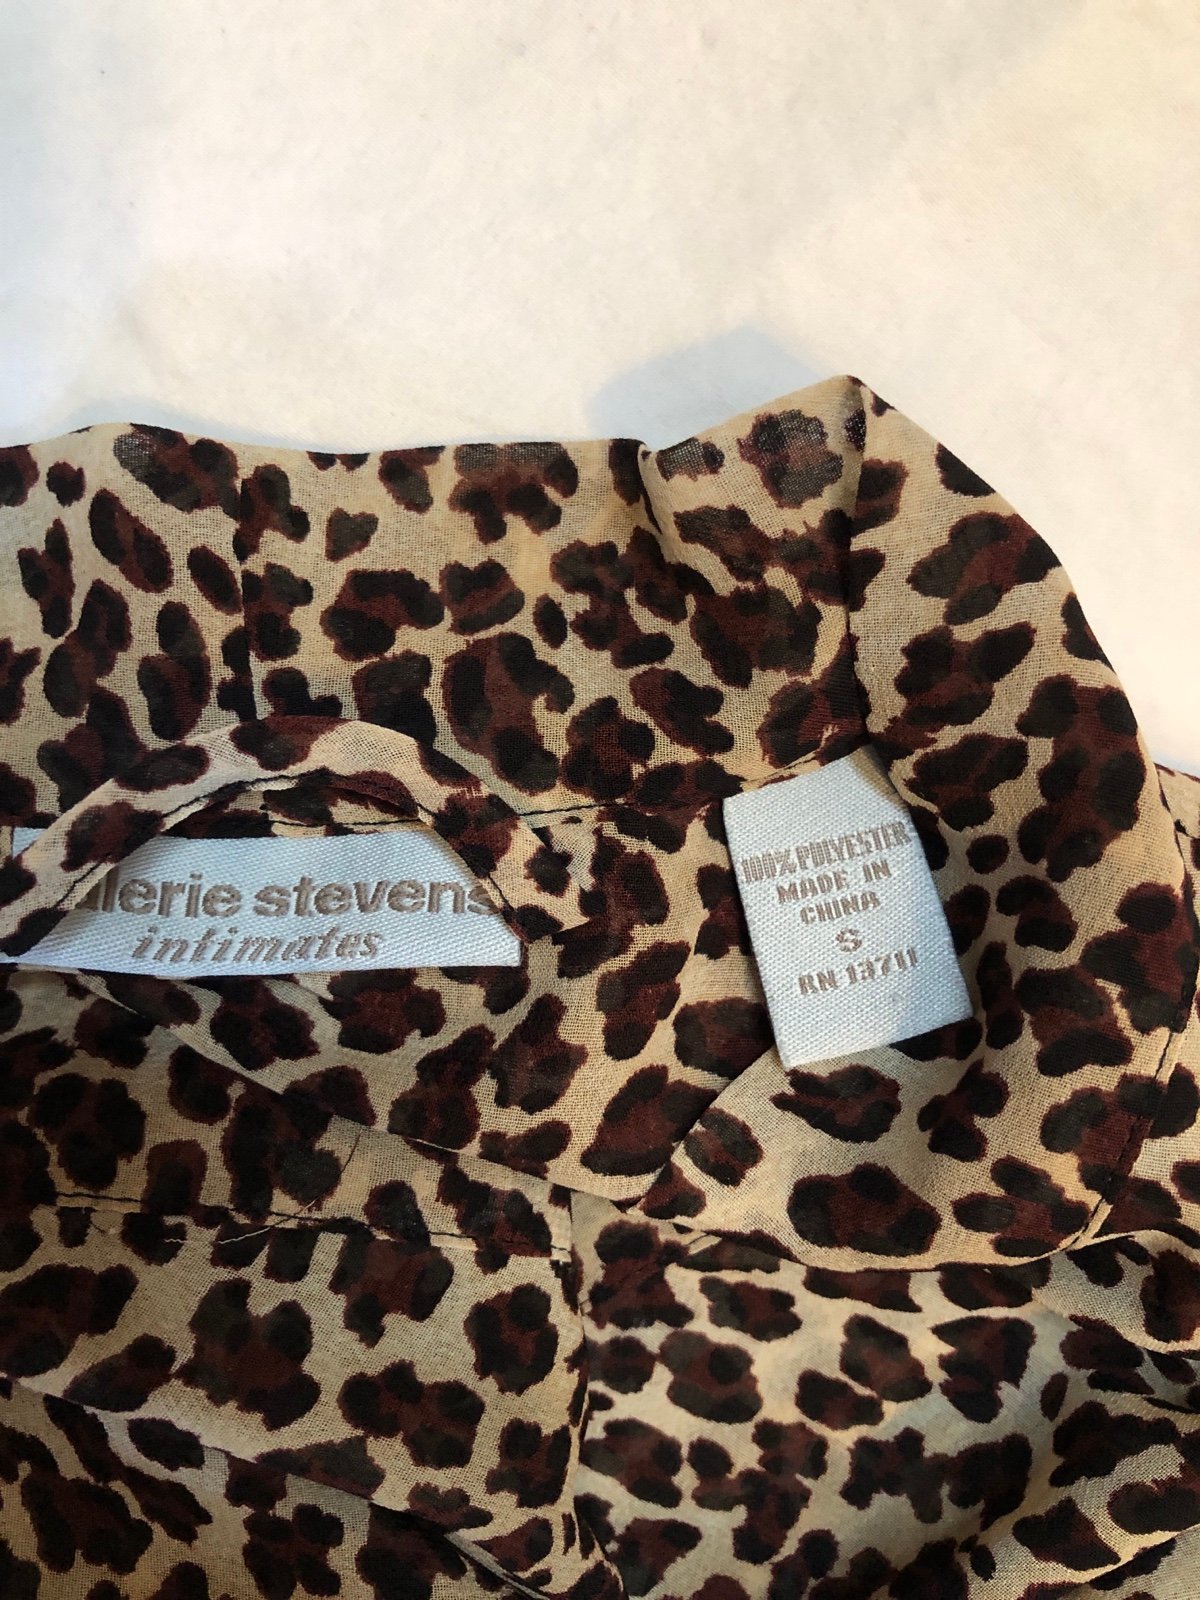 alerie stevens
intimates
100% POLYESTER
MADE IN
CHINA
S
RN 13711